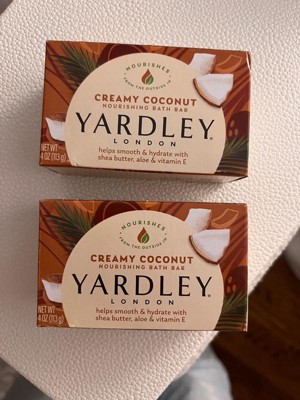 NOURISHES
FROM THE OUTSIDE IN
CREAMY COCONUT
NOURISHING BATH BAR
YARDLEY®
LONDON
helps smooth & hydrate with
shea butter, aloe & vitamin E
NET WT
4 OZ (113 g)
NOURISHES
FROM THE OUTSIDE IN
CREAMY COCONUT
NOURISHING BATH BAR
YARDLEY®
LONDON
helps smooth & hydrate with
shea butter, aloe & vitamin E
NET WT
4 OZ (113 g)